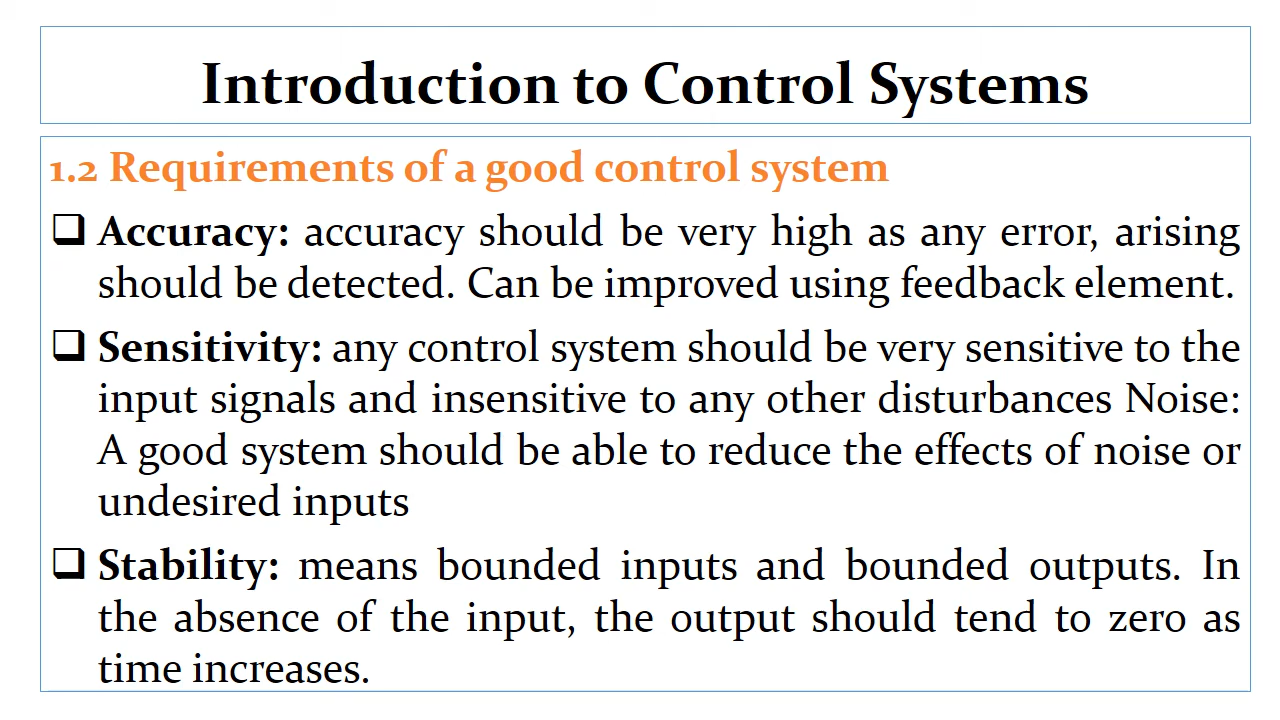 Introduction to Control Systems
1.2 Requirements of a good control system
❑ Accuracy: accuracy should be very high as any error, arising
should be detected. Can be improved using feedback element.
❑ Sensitivity: any control system should be very sensitive to the
input signals and insensitive to any other disturbances Noise:
A good system should be able to reduce the effects of noise or
undesired inputs
❑ Stability: means bounded inputs and bounded outputs. In
the absence of the input, the output should tend to zero as
time increases.